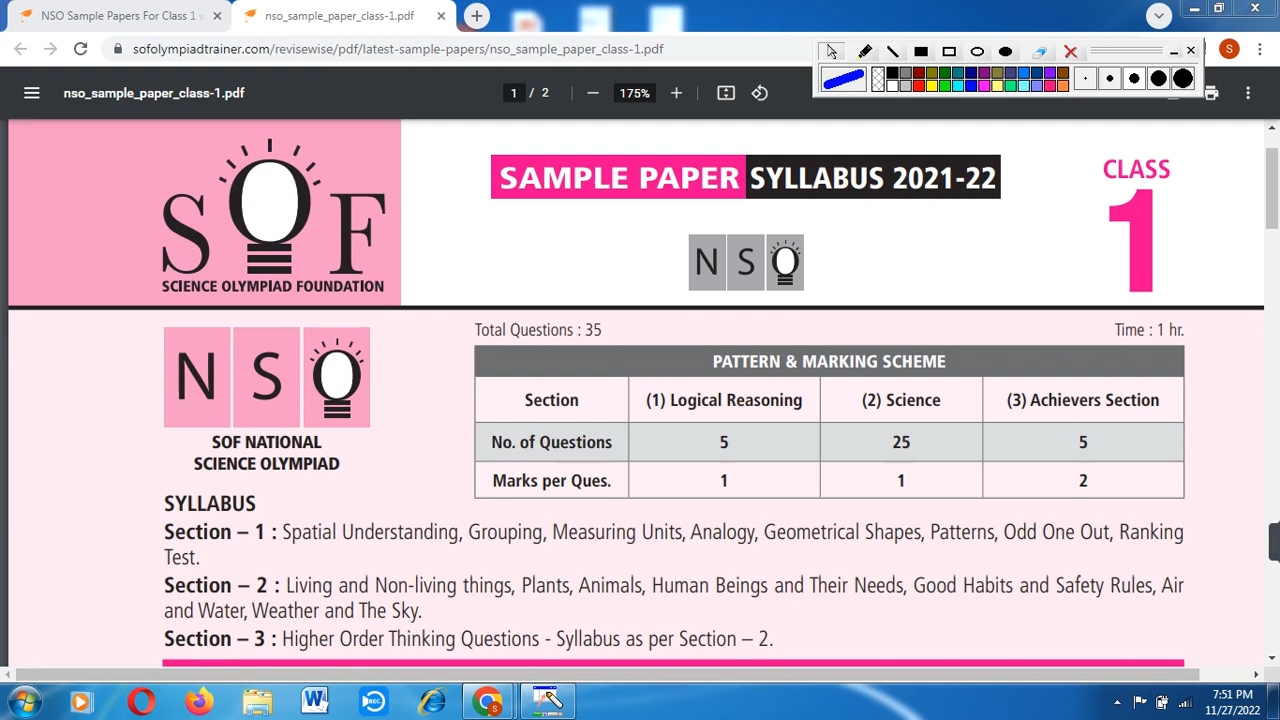 NSO Sample Papers For Class 1 w
nso_Sample_paper_class-1.pdf
sofolympiadtrainer.com/revisewise/pdf/latest-sample-papers/nso_sample_paper_class-1.pdf
S
nso_sample_paper_class-1.pdf
1 / 2
175%
SOF
SCIENCE OLYMPIAD FOUNDATION
SAMPLE PAPER SYLLABUS 2021-22
NSO
CLASS
1
NSO
SOF NATIONAL
SCIENCE OLYMPIAD
Total Questions : 35 Time : 1 hr.
PATTERN & MARKING SCHEME
Section (1) Logical Reasoning (2) Science (3) Achievers Section
No. of Questions 5 25 5
Marks per Ques. 1 1 2
SYLLABUS
Section – 1 : Spatial Understanding, Grouping, Measuring Units, Analogy, Geometrical Shapes, Patterns, Odd One Out, Ranking
Test.
Section – 2 : Living and Non-living things, Plants, Animals, Human Beings and Their Needs, Good Habits and Safety Rules, Air
and Water, Weather and The Sky.
Section – 3 : Higher Order Thinking Questions - Syllabus as per Section – 2.
REC
S
7:51 PM
11/27/2022